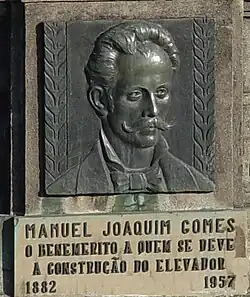 MANUEL JOAQUIM GOMES
O BENEMERITO A QUEM SE DEVE
A CONSTRUÇÃO DO ELEVADOR
1882 1957